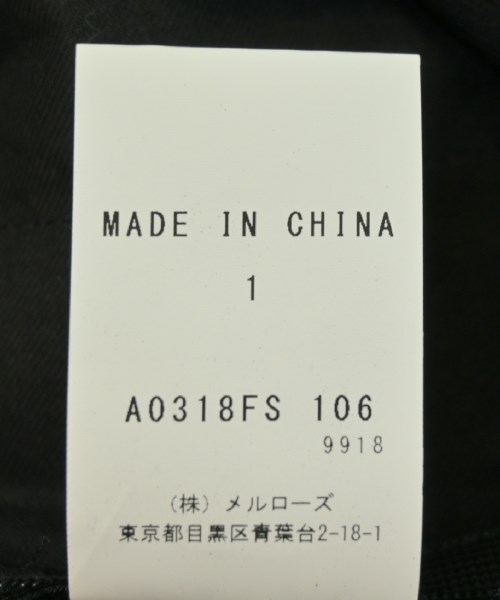 MADE IN CHINA
1
A0318FS 106
9918
（株）メルローズ
東京都目黒区青葉台2-18-1